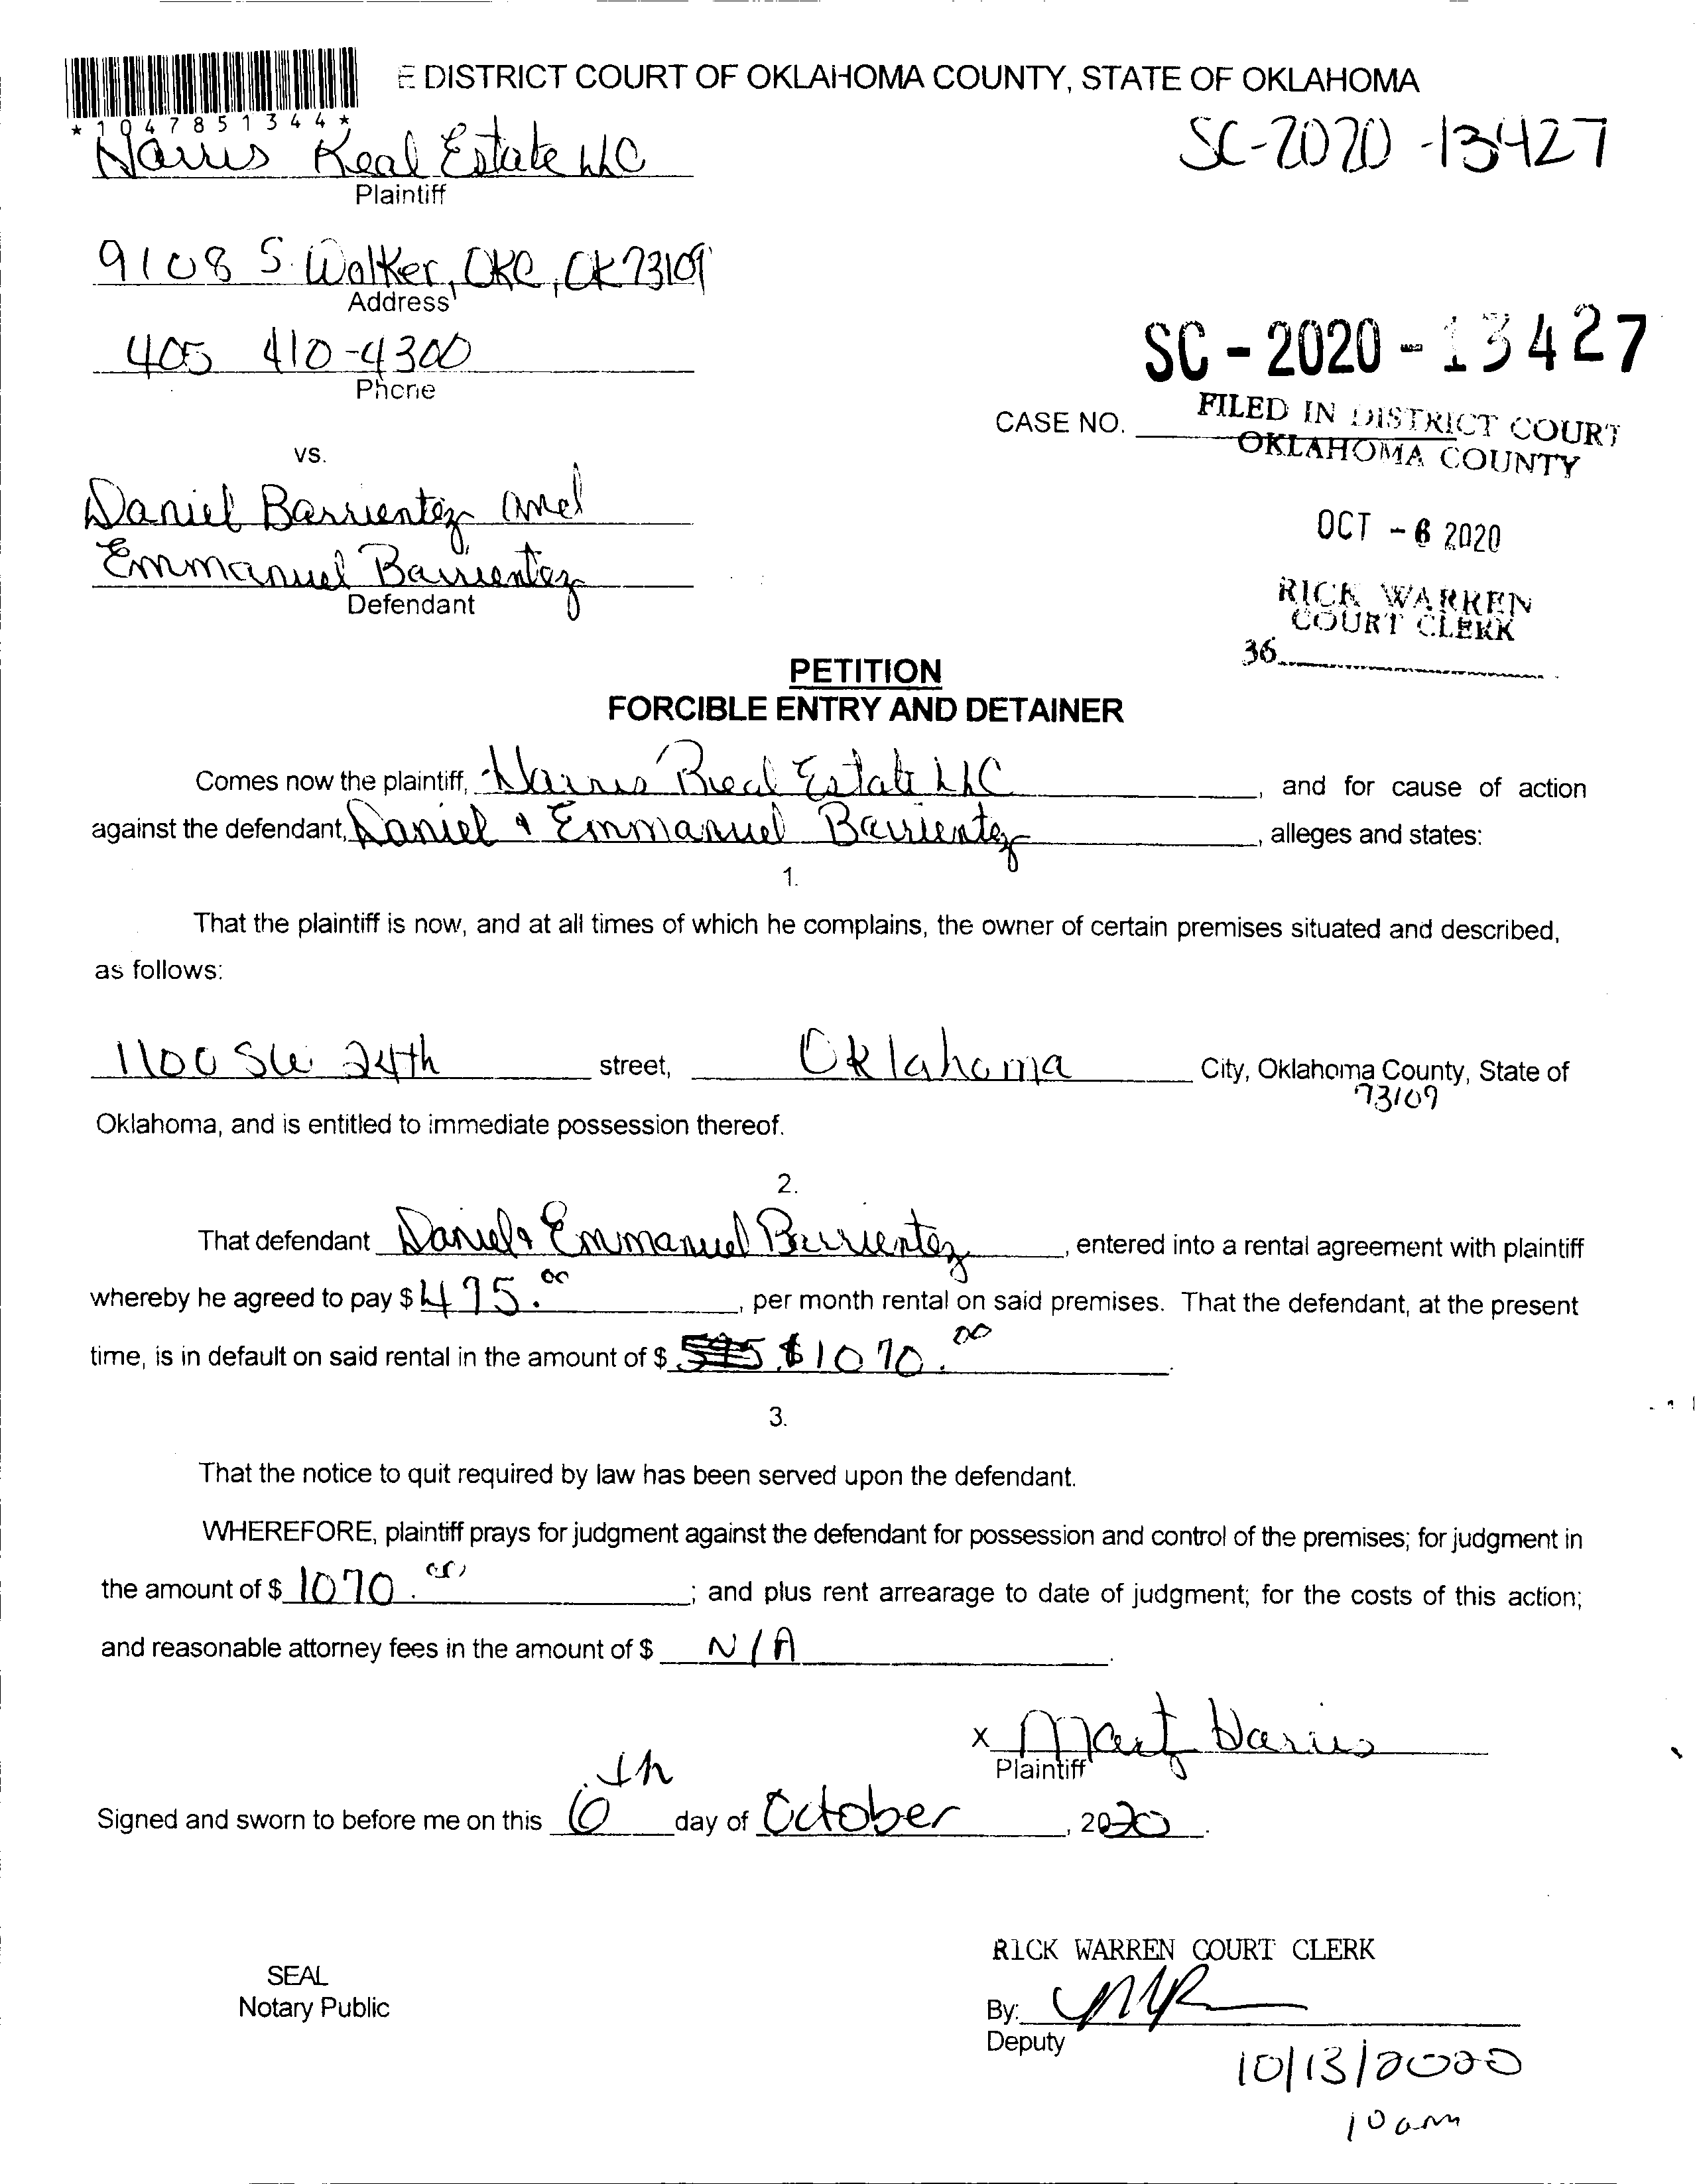 E DISTRICT COURT OF OKLAHOMA COUNTY, STATE OF OKLAHOMA
*1047851344*
Harris Real Estate LLC
SC-2020-13427
Plaintiff
9108 S. Walker, OKC, OK 73109
Address
405 410-4300
Phone
SC-2020-13427
CASE NO.
FILED IN DISTRICT COURT
OKLAHOMA COUNTY
vs.
Daniel Barrientez and
Emmanuel Barrientez
Defendant
OCT -6 2020
RICK WARREN
COURT CLERK
36
PETITION
FORCIBLE ENTRY AND DETAINER
Comes now the plaintiff, Harris Real Estate LLC, and for cause of action
against the defendant, Daniel & Emmanuel Barrientez, alleges and states:
1.
That the plaintiff is now, and at all times of which he complains, the owner of certain premises situated and described,
as follows:
1100 SW 24th street, Oklahoma City, Oklahoma County, State of
73109
Oklahoma, and is entitled to immediate possession thereof.
2.
That defendant Daniel & Emmanuel Barrientez, entered into a rental agreement with plaintiff
whereby he agreed to pay $ 475.00, per month rental on said premises. That the defendant, at the present
time, is in default on said rental in the amount of $ $1070.00.
3.
That the notice to quit required by law has been served upon the defendant.
WHEREFORE, plaintiff prays for judgment against the defendant for possession and control of the premises; for judgment in
the amount of $ 1070.00; and plus rent arrearage to date of judgment; for the costs of this action;
and reasonable attorney fees in the amount of $ N/A.
x Marty Harris
Plaintiff
Signed and sworn to before me on this 6th day of October, 2020.
RICK WARREN COURT CLERK
SEAL
Notary Public
By:
Deputy
10/13/2020
10am